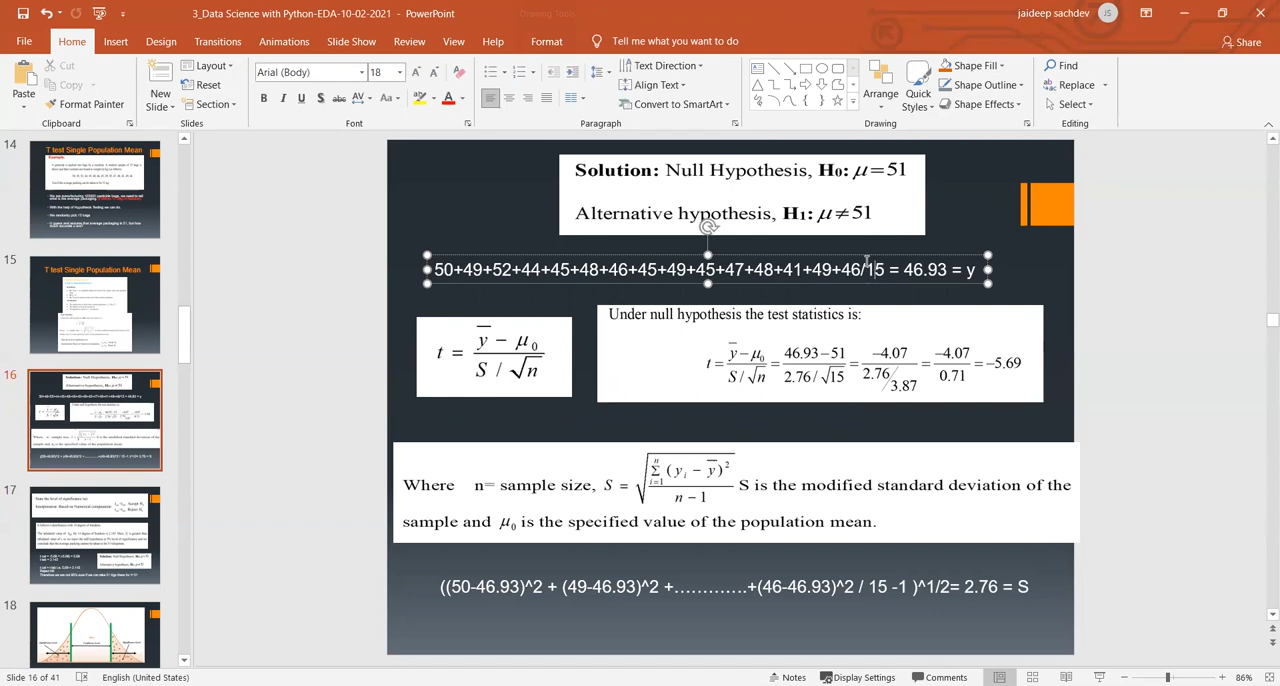 3_Data Science with Python-EDA-10-02-2021 - PowerPoint
Drawing Tools
jaideep sachdev JS
File Home Insert Design Transitions Animations Slide Show Review View Help Format Tell me what you want to do Share
Paste
Cut
Copy
Format Painter
Clipboard
New Slide
Layout
Reset
Section
Slides
Arial (Body) 18
Font
Text Direction
Align Text
Convert to SmartArt
Paragraph
Arrange
Quick Styles
Shape Fill
Shape Outline
Shape Effects
Drawing
Find
Replace
Select
Editing
14
T test Single Population Mean
Example:
15
T test Single Population Mean
16
17
18
Solution: Null Hypothesis, H0: μ=51
Alternative hypothesis, H1: μ≠51
50+49+52+44+45+48+46+45+49+45+47+48+41+49+46/15 = 46.93 = y
t = (y̅ − μ0) / (S / √n)
Under null hypothesis the test statistics is:
t = (y̅−μ0)/(S/√n) = (46.93−51)/(2.76/√15) = −4.07/(2.76/3.87) = −4.07/0.71 = −5.69
Where n= sample size, S = √(Σ(i=1 to n) (yi − y̅)² / (n−1)) S is the modified standard deviation of the
sample and μ0 is the specified value of the population mean.
((50-46.93)^2 + (49-46.93)^2 +………….+(46-46.93)^2 / 15 -1 )^1/2= 2.76 = S
Slide 16 of 41 English (United States) Notes Display Settings Comments 86%